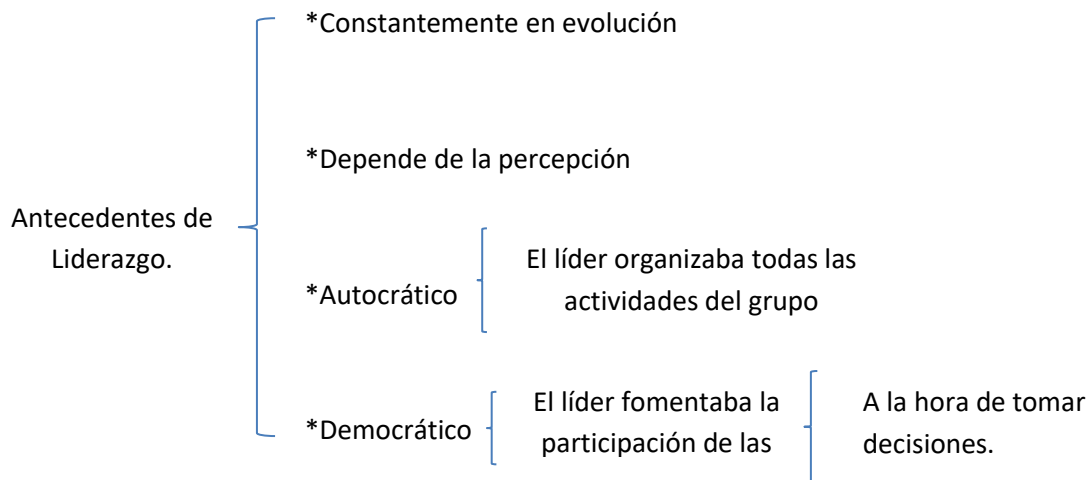 *Constantemente en evolución
*Depende de la percepción
Antecedentes de
Liderazgo.
*Autocrático
El líder organizaba todas las
actividades del grupo
*Democrático
El líder fomentaba la
participación de las
A la hora de tomar
decisiones.